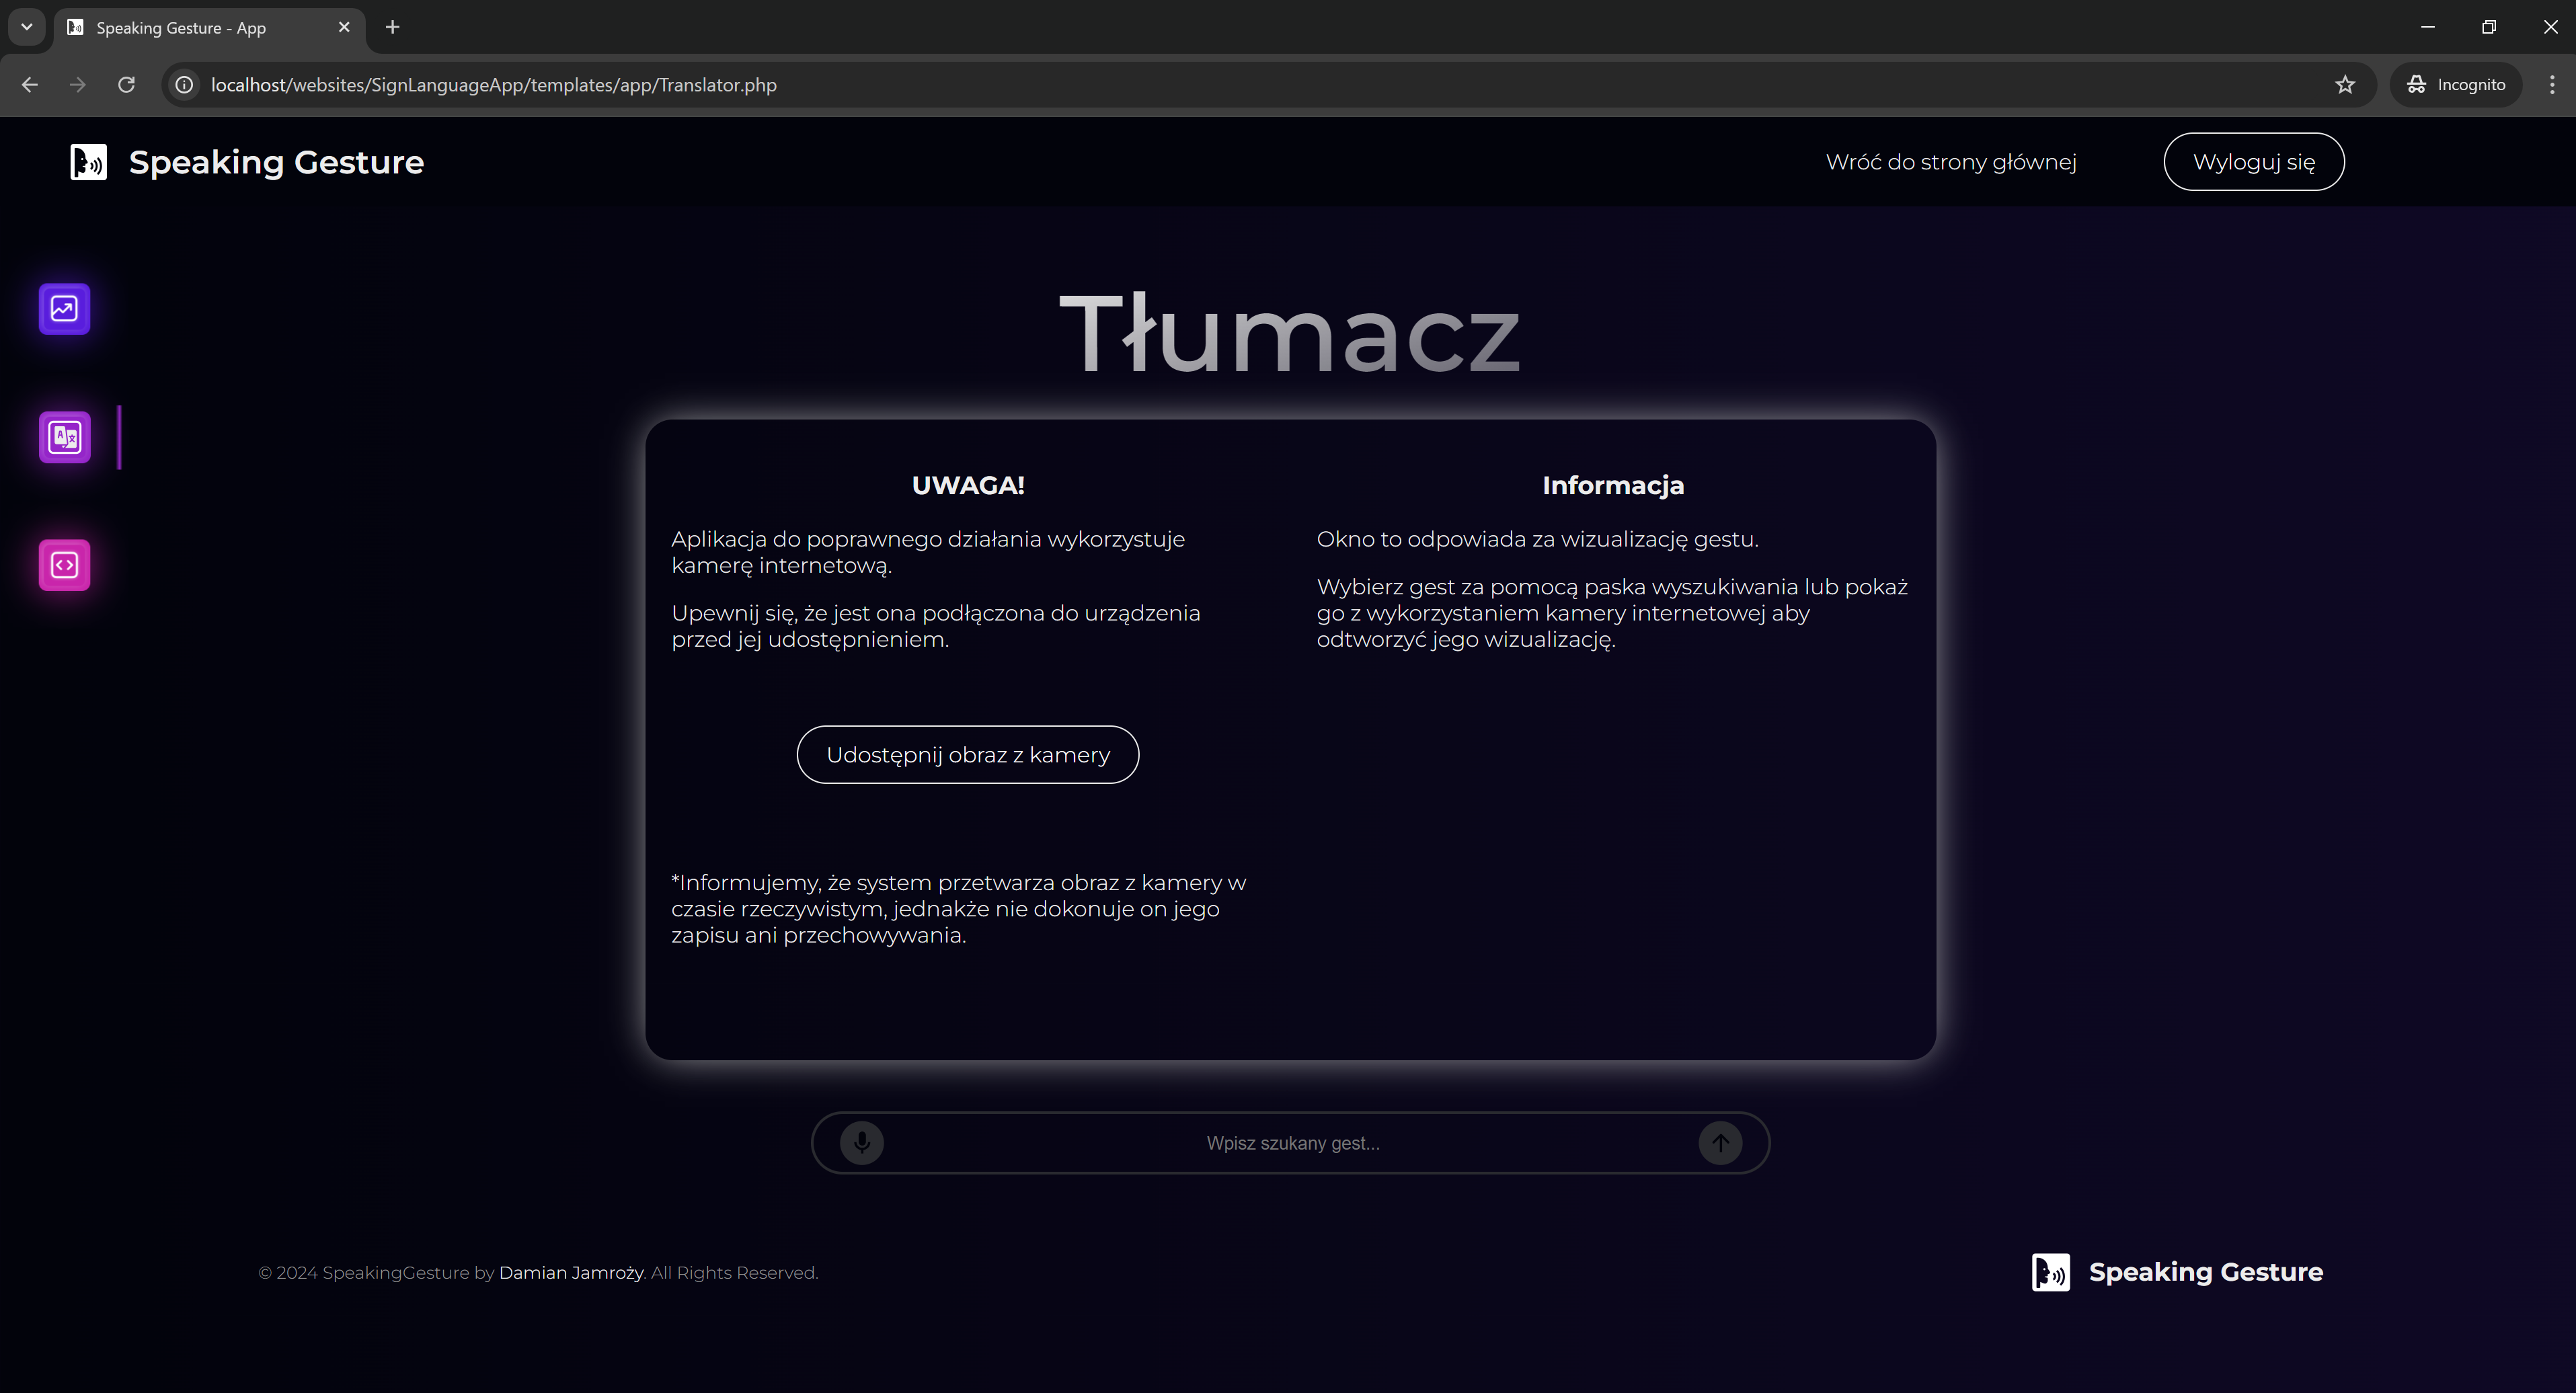 Speaking Gesture - App
localhost/websites/SignLanguageApp/templates/app/Translator.php
Incognito
Speaking Gesture
Wróć do strony głównej
Wyloguj się
Tłumacz
UWAGA!
Aplikacja do poprawnego działania wykorzystuje
kamerę internetową.
Upewnij się, że jest ona podłączona do urządzenia
przed jej udostępnieniem.
Udostępnij obraz z kamery
*Informujemy, że system przetwarza obraz z kamery w
czasie rzeczywistym, jednakże nie dokonuje on jego
zapisu ani przechowywania.
Informacja
Okno to odpowiada za wizualizację gestu.
Wybierz gest za pomocą paska wyszukiwania lub pokaż
go z wykorzystaniem kamery internetowej aby
odtworzyć jego wizualizację.
Wpisz szukany gest...
© 2024 SpeakingGesture by Damian Jamroży. All Rights Reserved.
Speaking Gesture